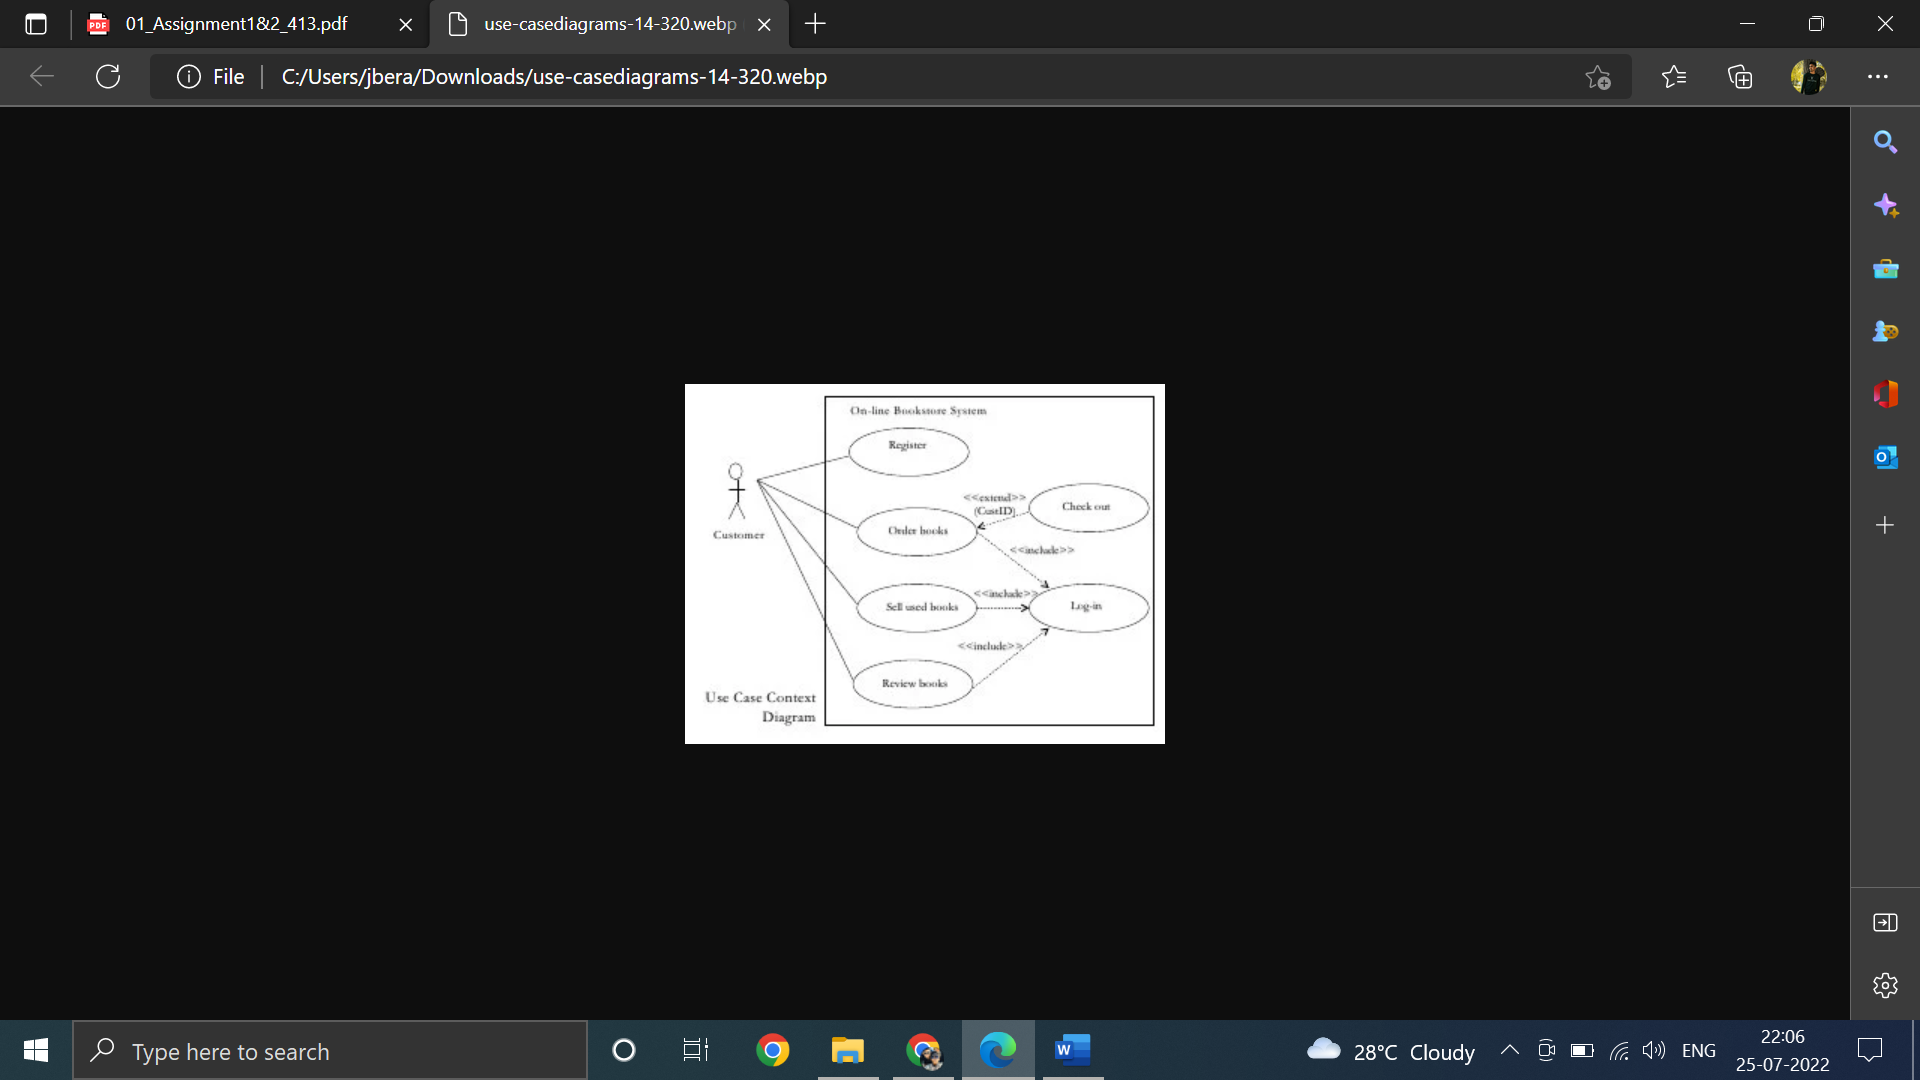 01_Assignment1&2_413.pdf
use-casediagrams-14-320.webp
File
C:/Users/jbera/Downloads/use-casediagrams-14-320.webp
On-line Bookstore System
Register
<<extend>>
(CustID)
Check out
Customer
Order books
<<include>>
<<include>>
Sell used books
Log-in
<<include>>
Review books
Use Case Context
Diagram
Type here to search
28°C Cloudy
ENG
22:06
25-07-2022